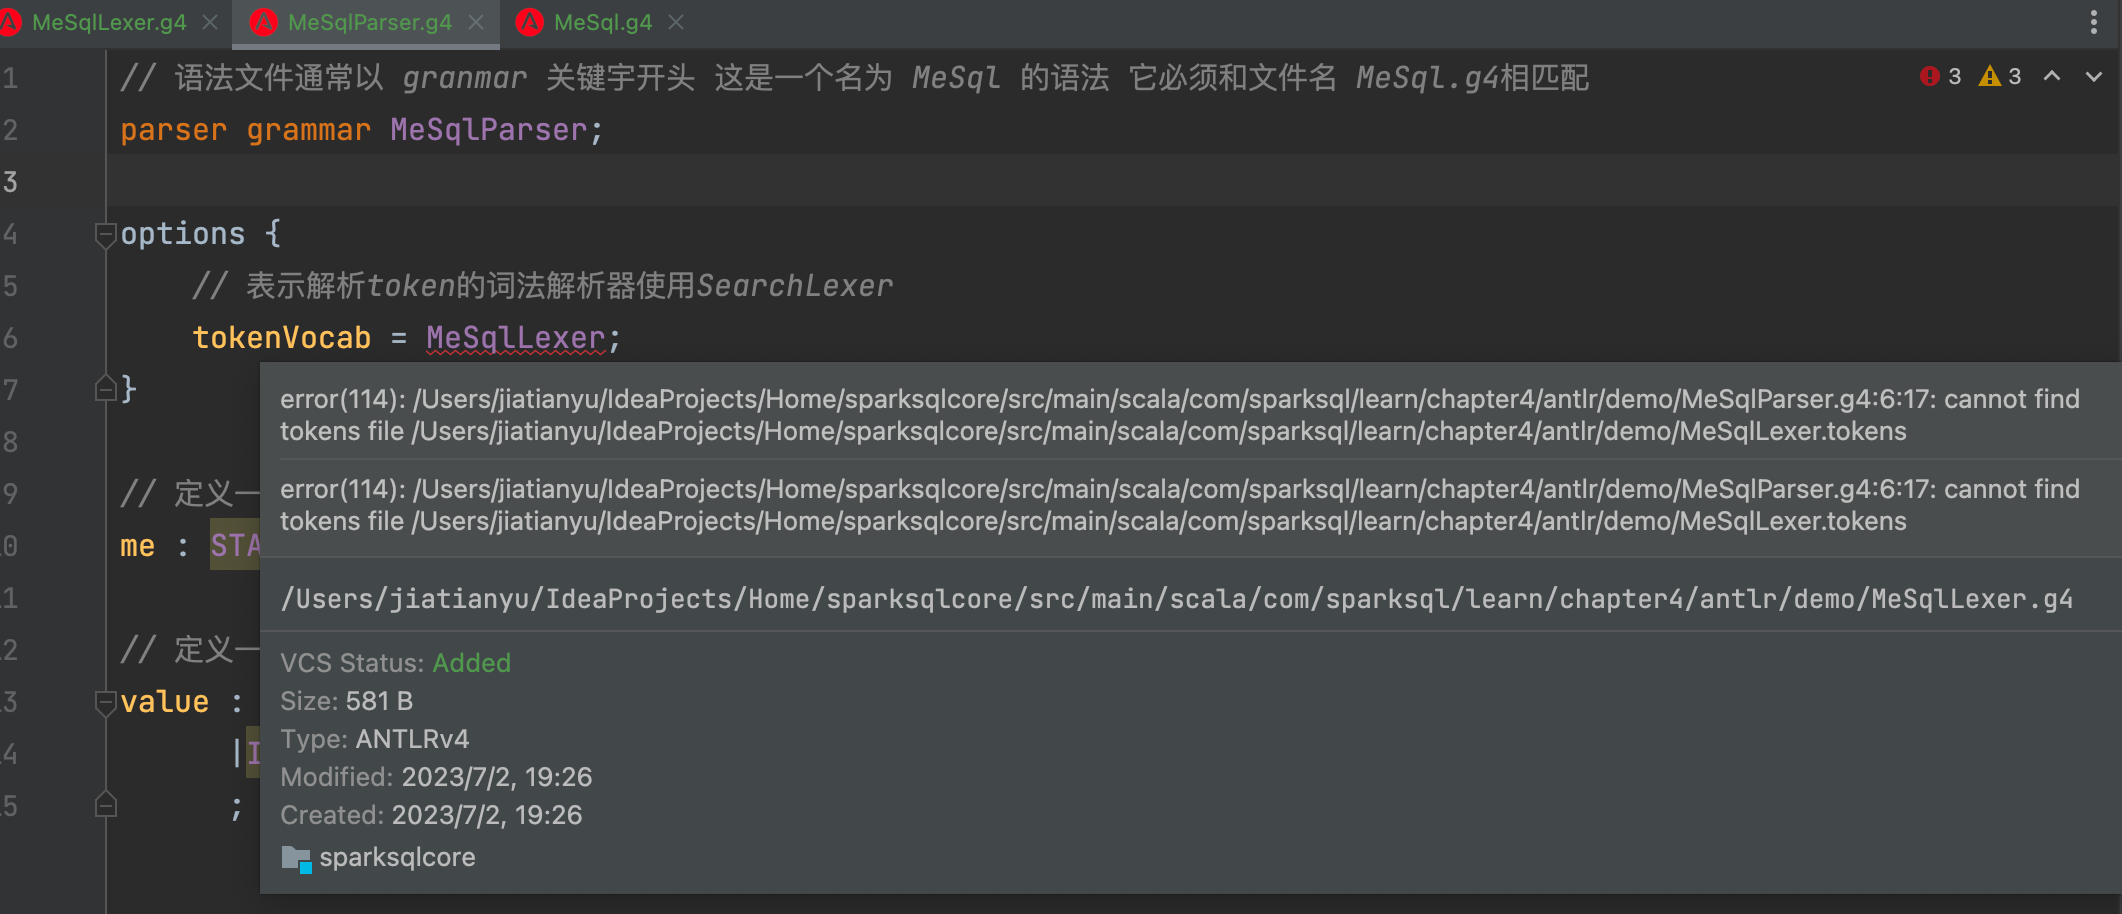 MeSqlLexer.g4 MeSqlParser.g4 MeSql.g4
1 // 语法文件通常以 granmar 关键字开头 这是一个名为 MeSql 的语法 它必须和文件名 MeSql.g4相匹配 3 3
2 parser grammar MeSqlParser;
3
4 options {
5 // 表示解析token的词法解析器使用SearchLexer
6 tokenVocab = MeSqlLexer;
7 }
error(114): /Users/jiatianyu/IdeaProjects/Home/sparksqlcore/src/main/scala/com/sparksql/learn/chapter4/antlr/demo/MeSqlParser.g4:6:17: cannot find
tokens file /Users/jiatianyu/IdeaProjects/Home/sparksqlcore/src/main/scala/com/sparksql/learn/chapter4/antlr/demo/MeSqlLexer.tokens
8
error(114): /Users/jiatianyu/IdeaProjects/Home/sparksqlcore/src/main/scala/com/sparksql/learn/chapter4/antlr/demo/MeSqlParser.g4:6:17: cannot find
9 // 定义一
tokens file /Users/jiatianyu/IdeaProjects/Home/sparksqlcore/src/main/scala/com/sparksql/learn/chapter4/antlr/demo/MeSqlLexer.tokens
0 me : STA
1 /Users/jiatianyu/IdeaProjects/Home/sparksqlcore/src/main/scala/com/sparksql/learn/chapter4/antlr/demo/MeSqlLexer.g4
2 // 定义一
VCS Status: Added
3 value :
Size: 581 B
4 |I
Type: ANTLRv4
Modified: 2023/7/2, 19:26
5 ;
Created: 2023/7/2, 19:26
sparksqlcore